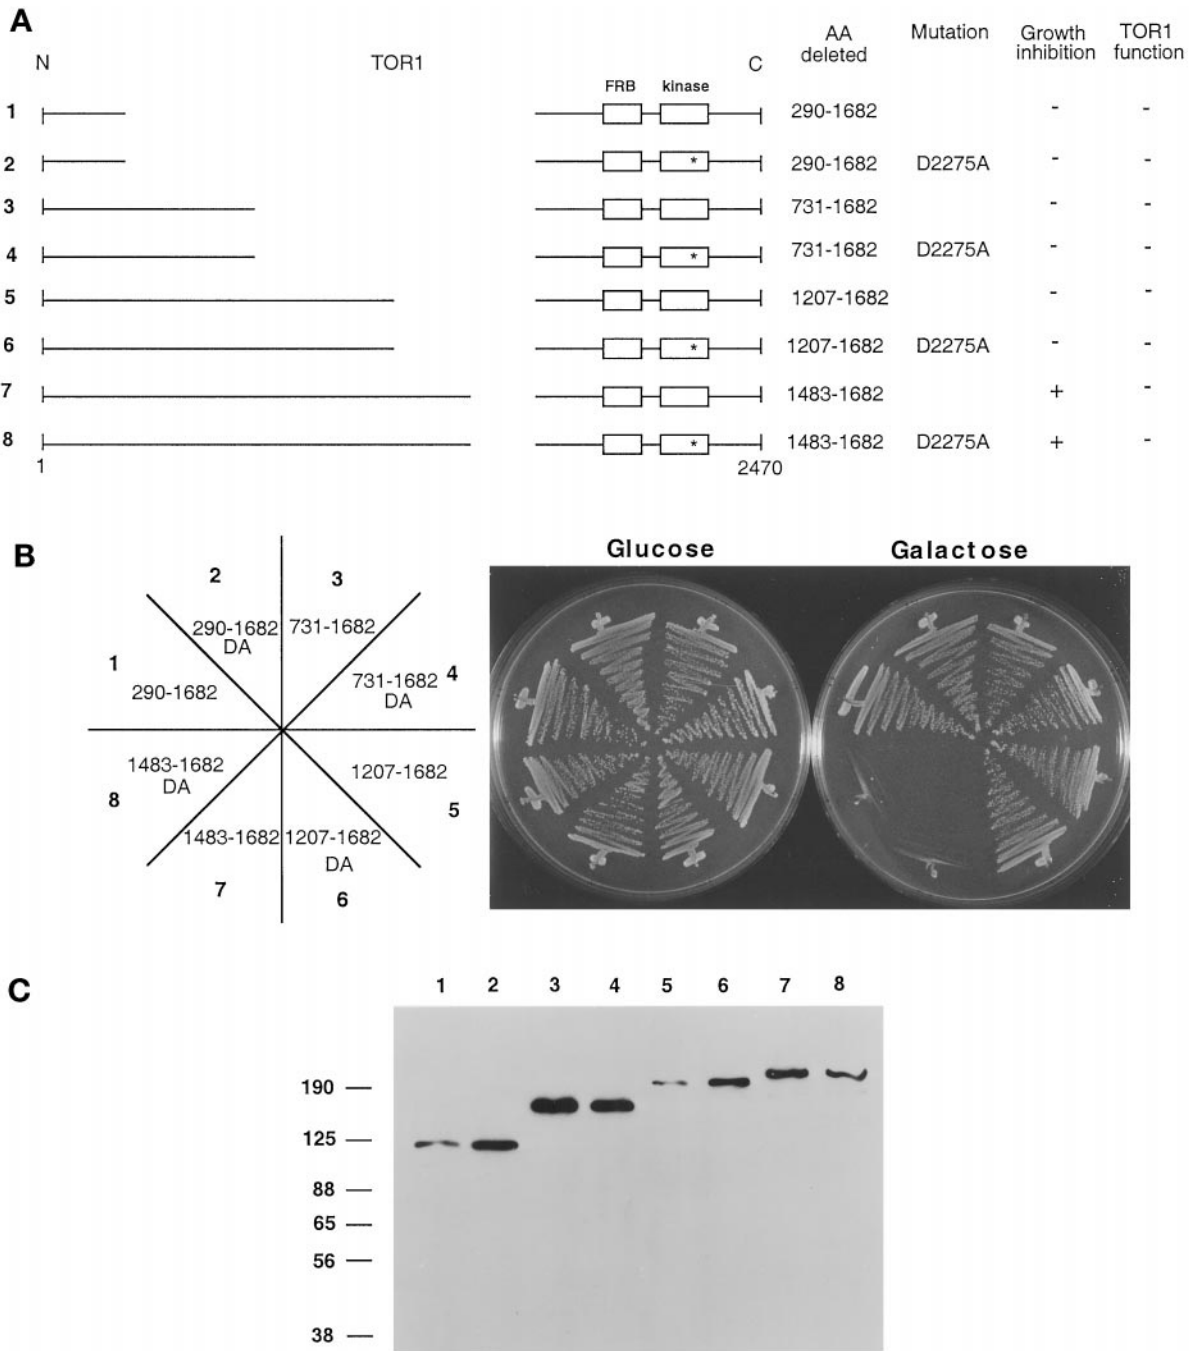 A
AA deleted
Mutation
Growth inhibition
TOR1 function
N TOR1 C
FRB kinase
1 290-1682 - -
2 * 290-1682 D2275A - -
3 731-1682 - -
4 * 731-1682 D2275A - -
5 1207-1682 - -
6 * 1207-1682 D2275A - -
7 1483-1682 + -
8 * 1483-1682 D2275A + -
1 2470
B
Glucose Galactose
2
290-1682
DA
3
731-1682
1
290-1682
4
731-1682
DA
1483-1682
DA
8
1207-1682
5
1483-1682
7
1207-1682
DA
6
C
1 2 3 4 5 6 7 8
190
125
88
65
56
38